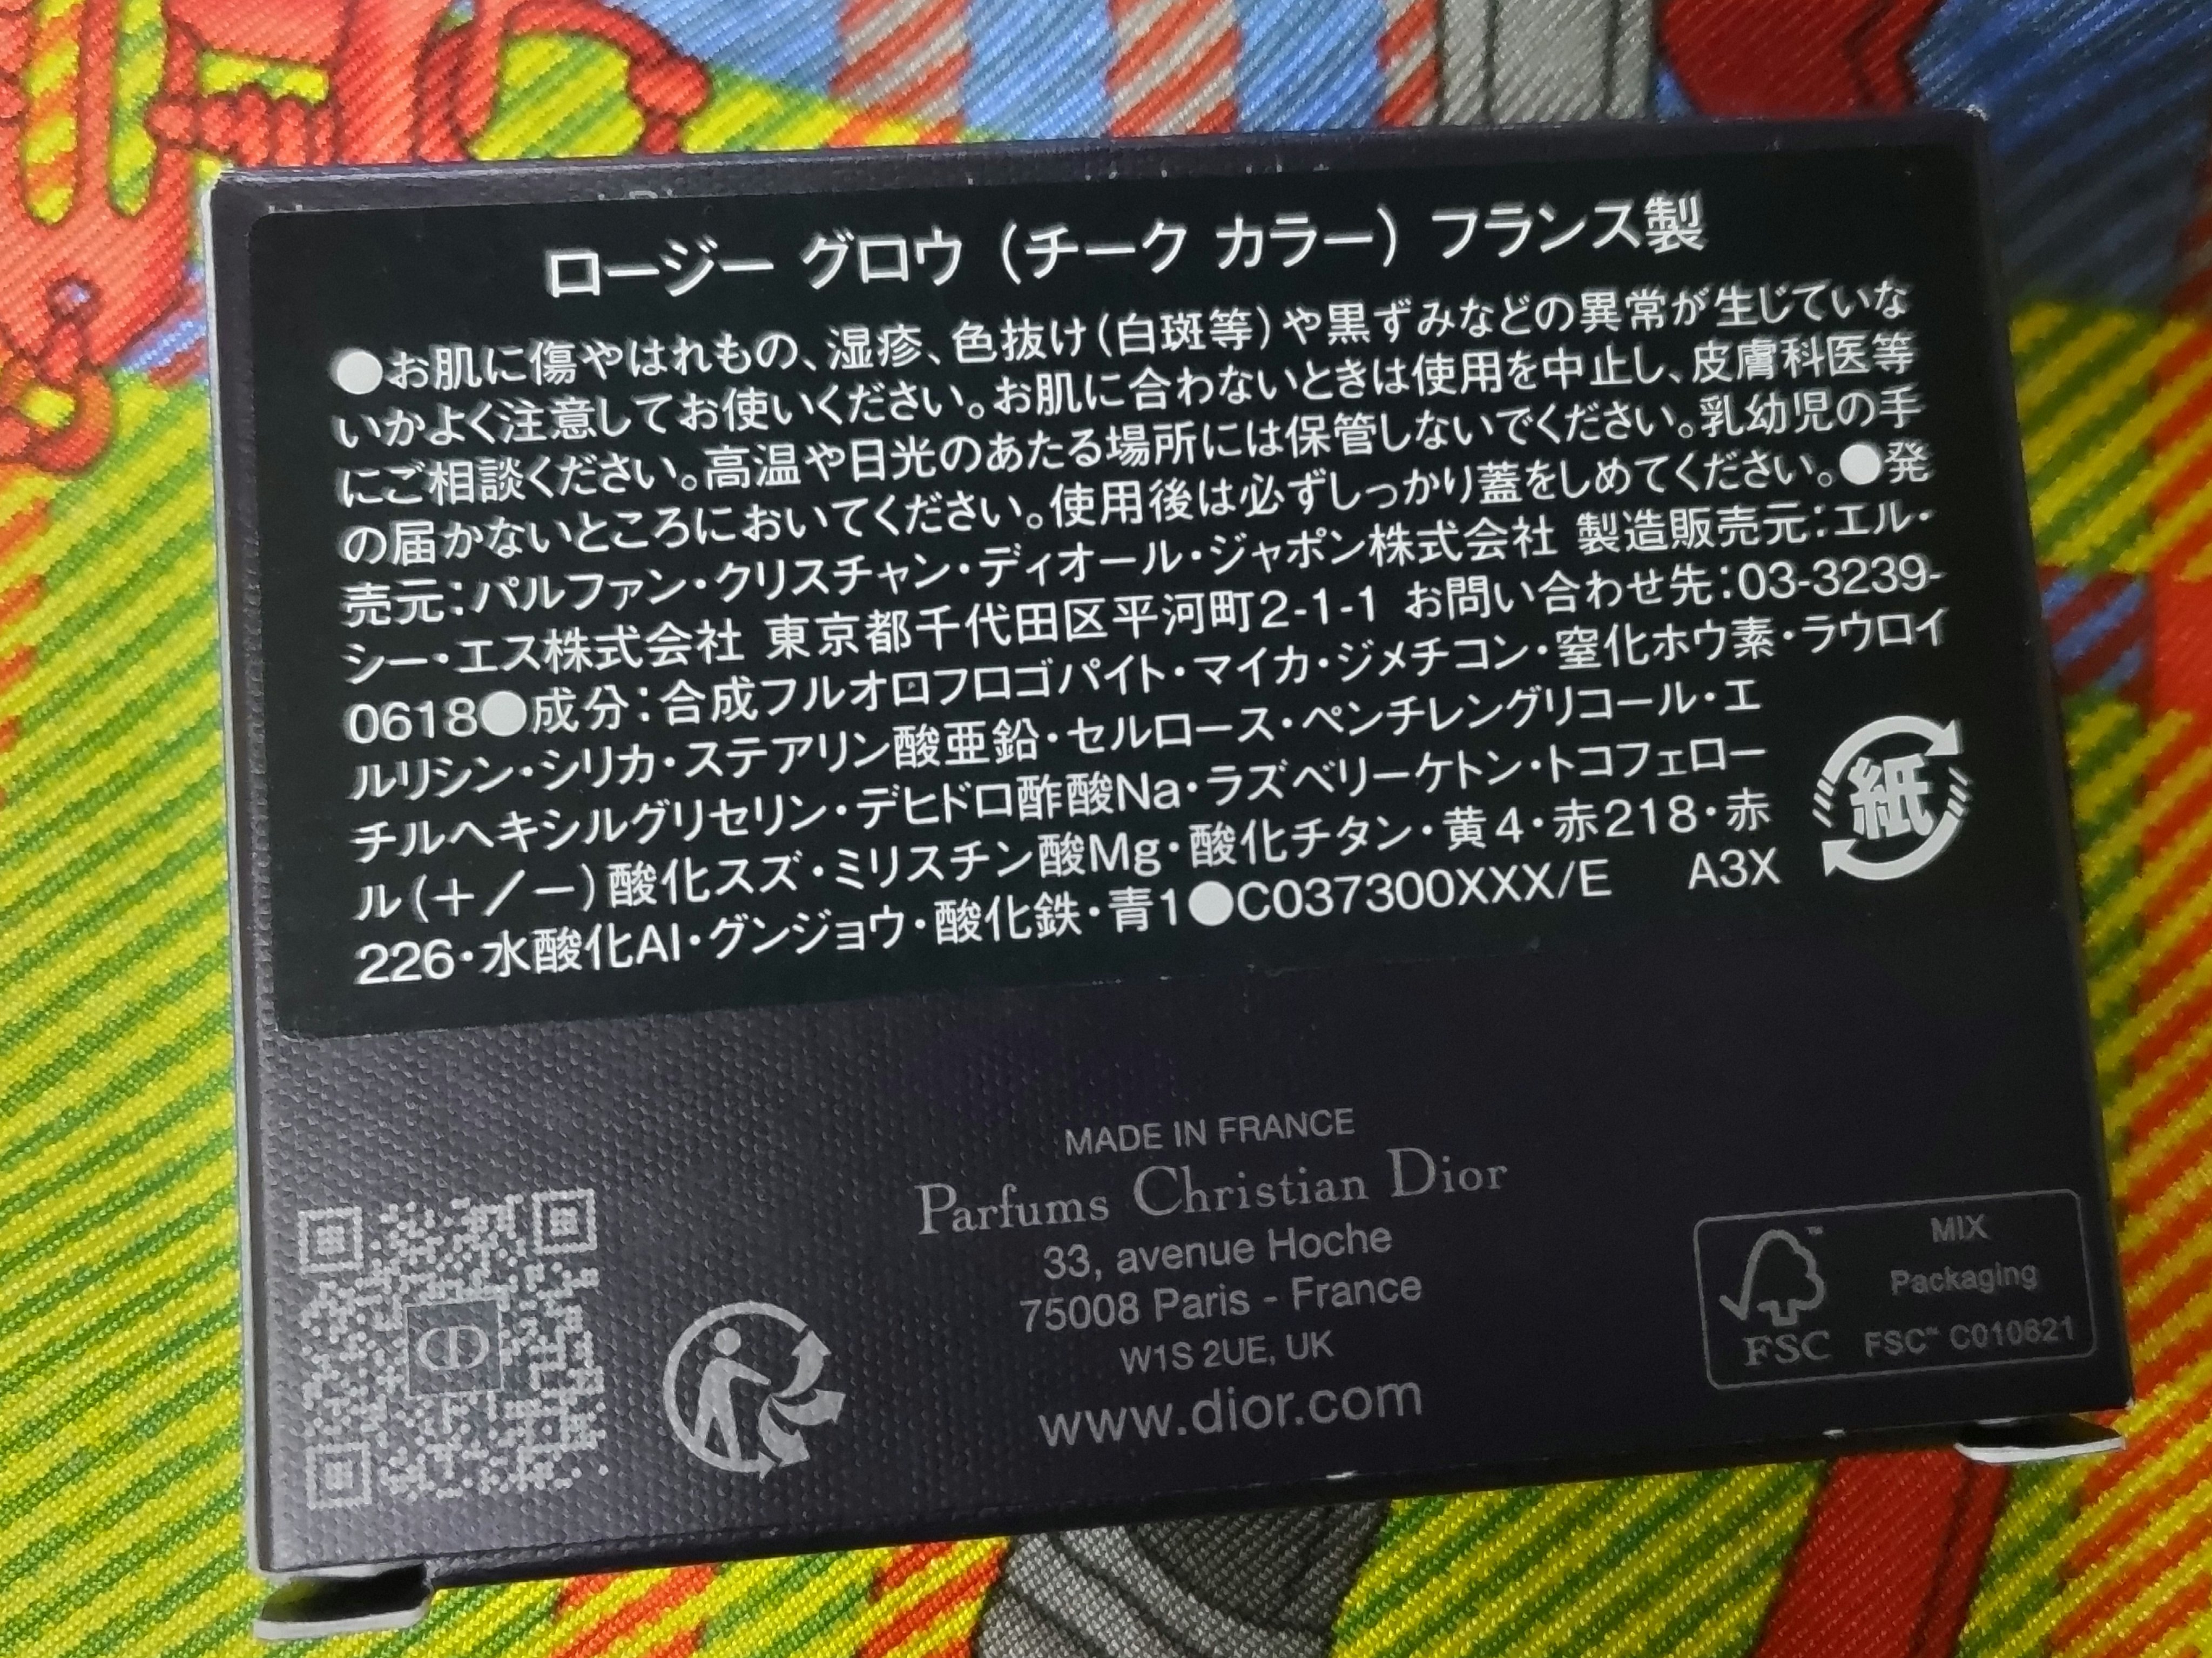 ロージー グロウ (チーク カラー) フランス製
●お肌に傷やはれもの、湿疹、色抜け(白斑等)や黒ずみなどの異常が生じていな
いかよく注意してお使いください。お肌に合わないときは使用を中止し、皮膚科医等
にご相談ください。高温や日光のあたる場所には保管しないでください。乳幼児の手
の届かないところにおいてください。使用後は必ずしっかり蓋をしめてください。●発
売元:パルファン・クリスチャン・ディオール・ジャポン株式会社 製造販売元:エル・
シー・エス株式会社 東京都千代田区平河町2-1-1 お問い合わせ先:03-3239-
0618●成分:合成フルオロフロゴパイト・マイカ・ジメチコン・窒化ホウ素・ラウロイ
ルリシン・シリカ・ステアリン酸亜鉛・セルロース・ペンチレングリコール・エ
チルヘキシルグリセリン・デヒドロ酢酸Na・ラズベリーケトン・トコフェロー
ル(+/-)酸化スズ・ミリスチン酸Mg・酸化チタン・黄4・赤218・赤
226・水酸化Al・グンジョウ・酸化鉄・青1●C037300XXX/E A3X
紙
MADE IN FRANCE
Parfums Christian Dior
33, avenue Hoche
75008 Paris - France
W1S 2UE, UK
www.dior.com
CD
FSC
MIX
Packaging
FSC™ C010621